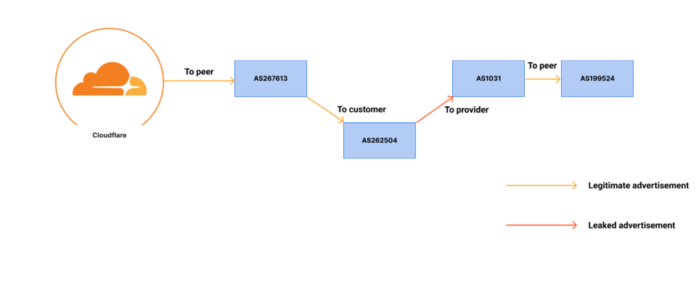 To peer
AS267613
AS1031
To peer
AS199524
To customer
To provider
Cloudflare
AS262504
Legitimate advertisement
Leaked advertisement